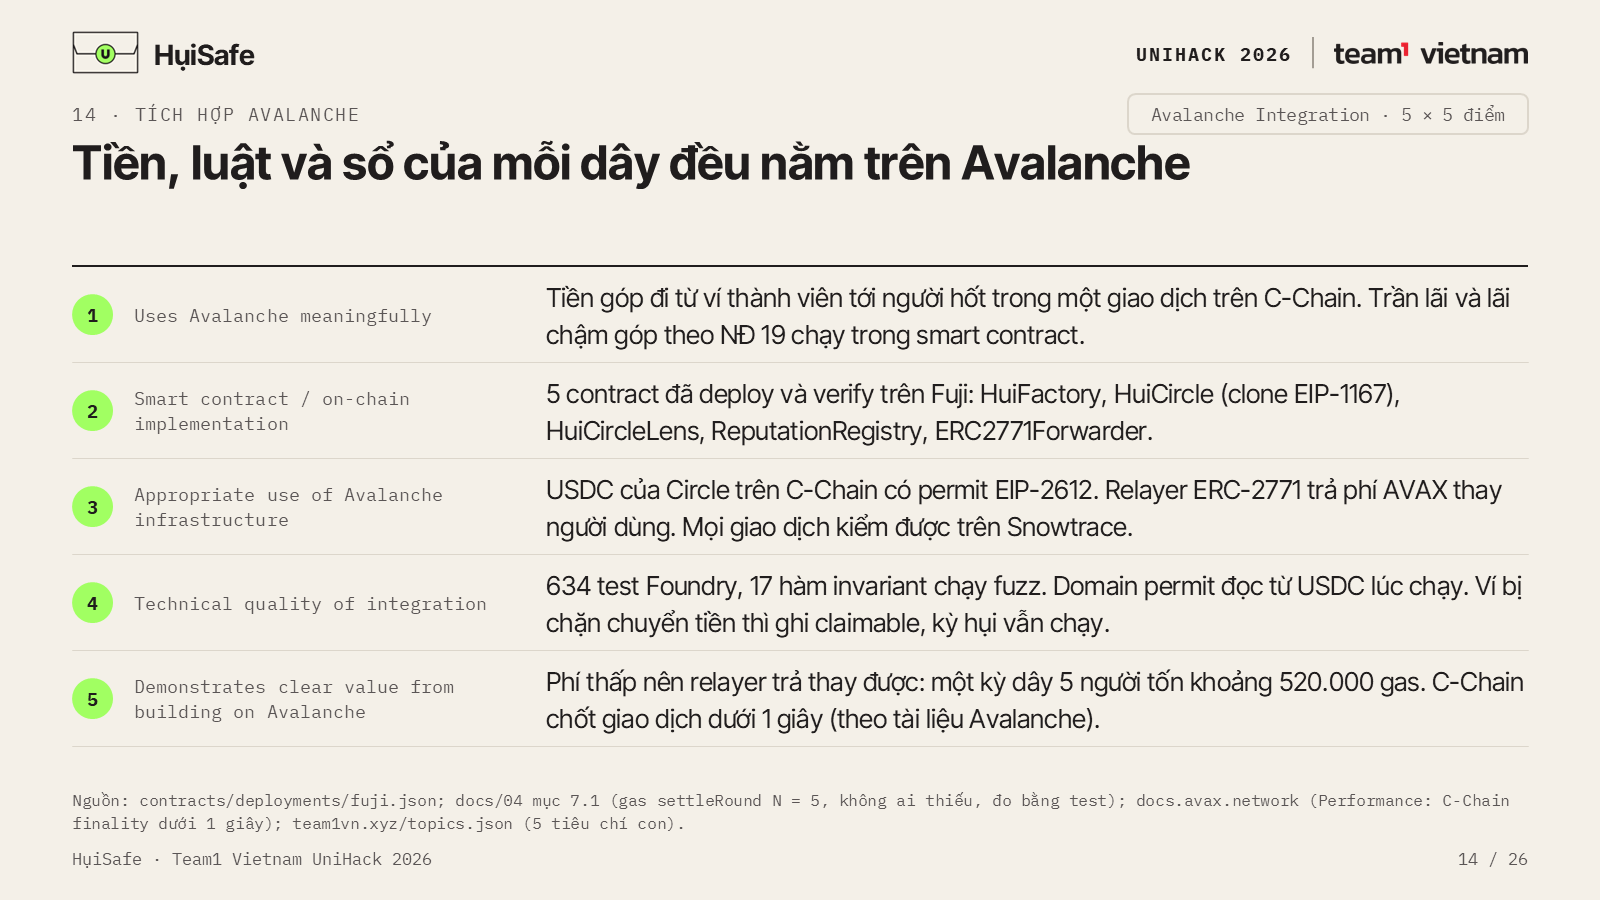 U HụiSafe
UNIHACK 2026 team1 vietnam
14 · TÍCH HỢP AVALANCHE
Avalanche Integration · 5 × 5 điểm
Tiền, luật và sổ của mỗi dây đều nằm trên Avalanche
1 Uses Avalanche meaningfully
Tiền góp đi từ ví thành viên tới người hốt trong một giao dịch trên C-Chain. Trần lãi và lãi
chậm góp theo NĐ 19 chạy trong smart contract.
2 Smart contract / on-chain
implementation
5 contract đã deploy và verify trên Fuji: HuiFactory, HuiCircle (clone EIP-1167),
HuiCircleLens, ReputationRegistry, ERC2771Forwarder.
3 Appropriate use of Avalanche
infrastructure
USDC của Circle trên C-Chain có permit EIP-2612. Relayer ERC-2771 trả phí AVAX thay
người dùng. Mọi giao dịch kiểm được trên Snowtrace.
4 Technical quality of integration
634 test Foundry, 17 hàm invariant chạy fuzz. Domain permit đọc từ USDC lúc chạy. Ví bị
chặn chuyển tiền thì ghi claimable, kỳ hụi vẫn chạy.
5 Demonstrates clear value from
building on Avalanche
Phí thấp nên relayer trả thay được: một kỳ dây 5 người tốn khoảng 520.000 gas. C-Chain
chốt giao dịch dưới 1 giây (theo tài liệu Avalanche).
Nguồn: contracts/deployments/fuji.json; docs/04 mục 7.1 (gas settleRound N = 5, không ai thiếu, đo bằng test); docs.avax.network (Performance: C-Chain
finality dưới 1 giây); team1vn.xyz/topics.json (5 tiêu chí con).
HụiSafe · Team1 Vietnam UniHack 2026
14 / 26